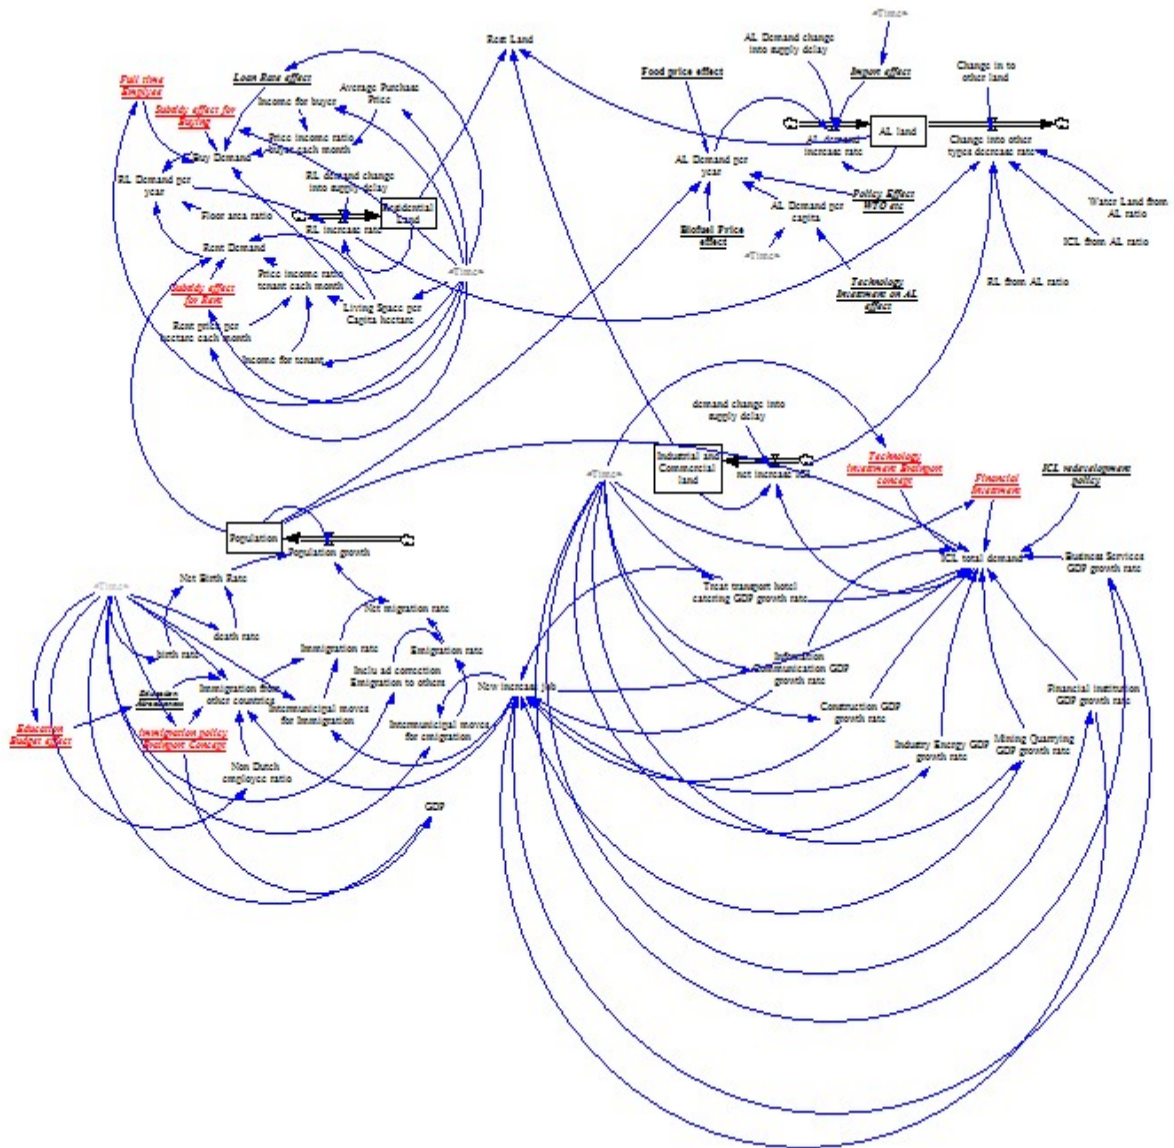 <Time>
Rest Land
AL Demand change
into supply delay
Full time
Employee
Loan Rate effect
Average Purchase
Price
Food price effect
Import effect
Change in to
other land
Subsidy effect for
Buying
Income for buyer
Price income ratio
buyer each month
Buy Demand
AL land
AL demand
increase rate
Change into other
types decrease rate
RL Demand per
year
RL demand change
into supply delay
AL Demand per
year
Floor area ratio
Residential
Land
RL increase rate
Policy Effect
WTO etc
AL Demand per
capita
Water Land from
AL ratio
Biofuel Price
effect
Rent Demand
<Time>
ICL from AL ratio
<Time>
Price income ratio
tenant each month
Subsidy effect
for Rent
Living Space per
Capita hectare
Technology
Investment on AL
effect
RL from AL ratio
Rent price per
hectare each month
Income for tenant
demand change into
supply delay
Industrial and
Commercial
land
net increase ICL
<Time>
Technology
investment Brainport
concept
Financial
Investment
ICL redevelopment
policy
Population
Population growth
ICL total demand
Business Services
GDP growth rate
Net Birth Rate
<Time>
Treat transport hotel
catering GDP growth rate
Net migration rate
death rate
birth rate
Immigration rate
Emigration rate
Inclu ad correction
Emigration to others
Information
Communication GDP
growth rate
Education
Immigration from
other countries
New increase job
Financial institution
GDP growth rate
Intermunicipal moves
for Immigration
Intermunicipal moves
for emigration
Construction GDP
growth rate
Education
Budget effect
Immigration policy
Brainport Concept
Industry Energy GDP
growth rate
Mining Quarrying
GDP growth rate
Non Dutch
employee ratio
GDP